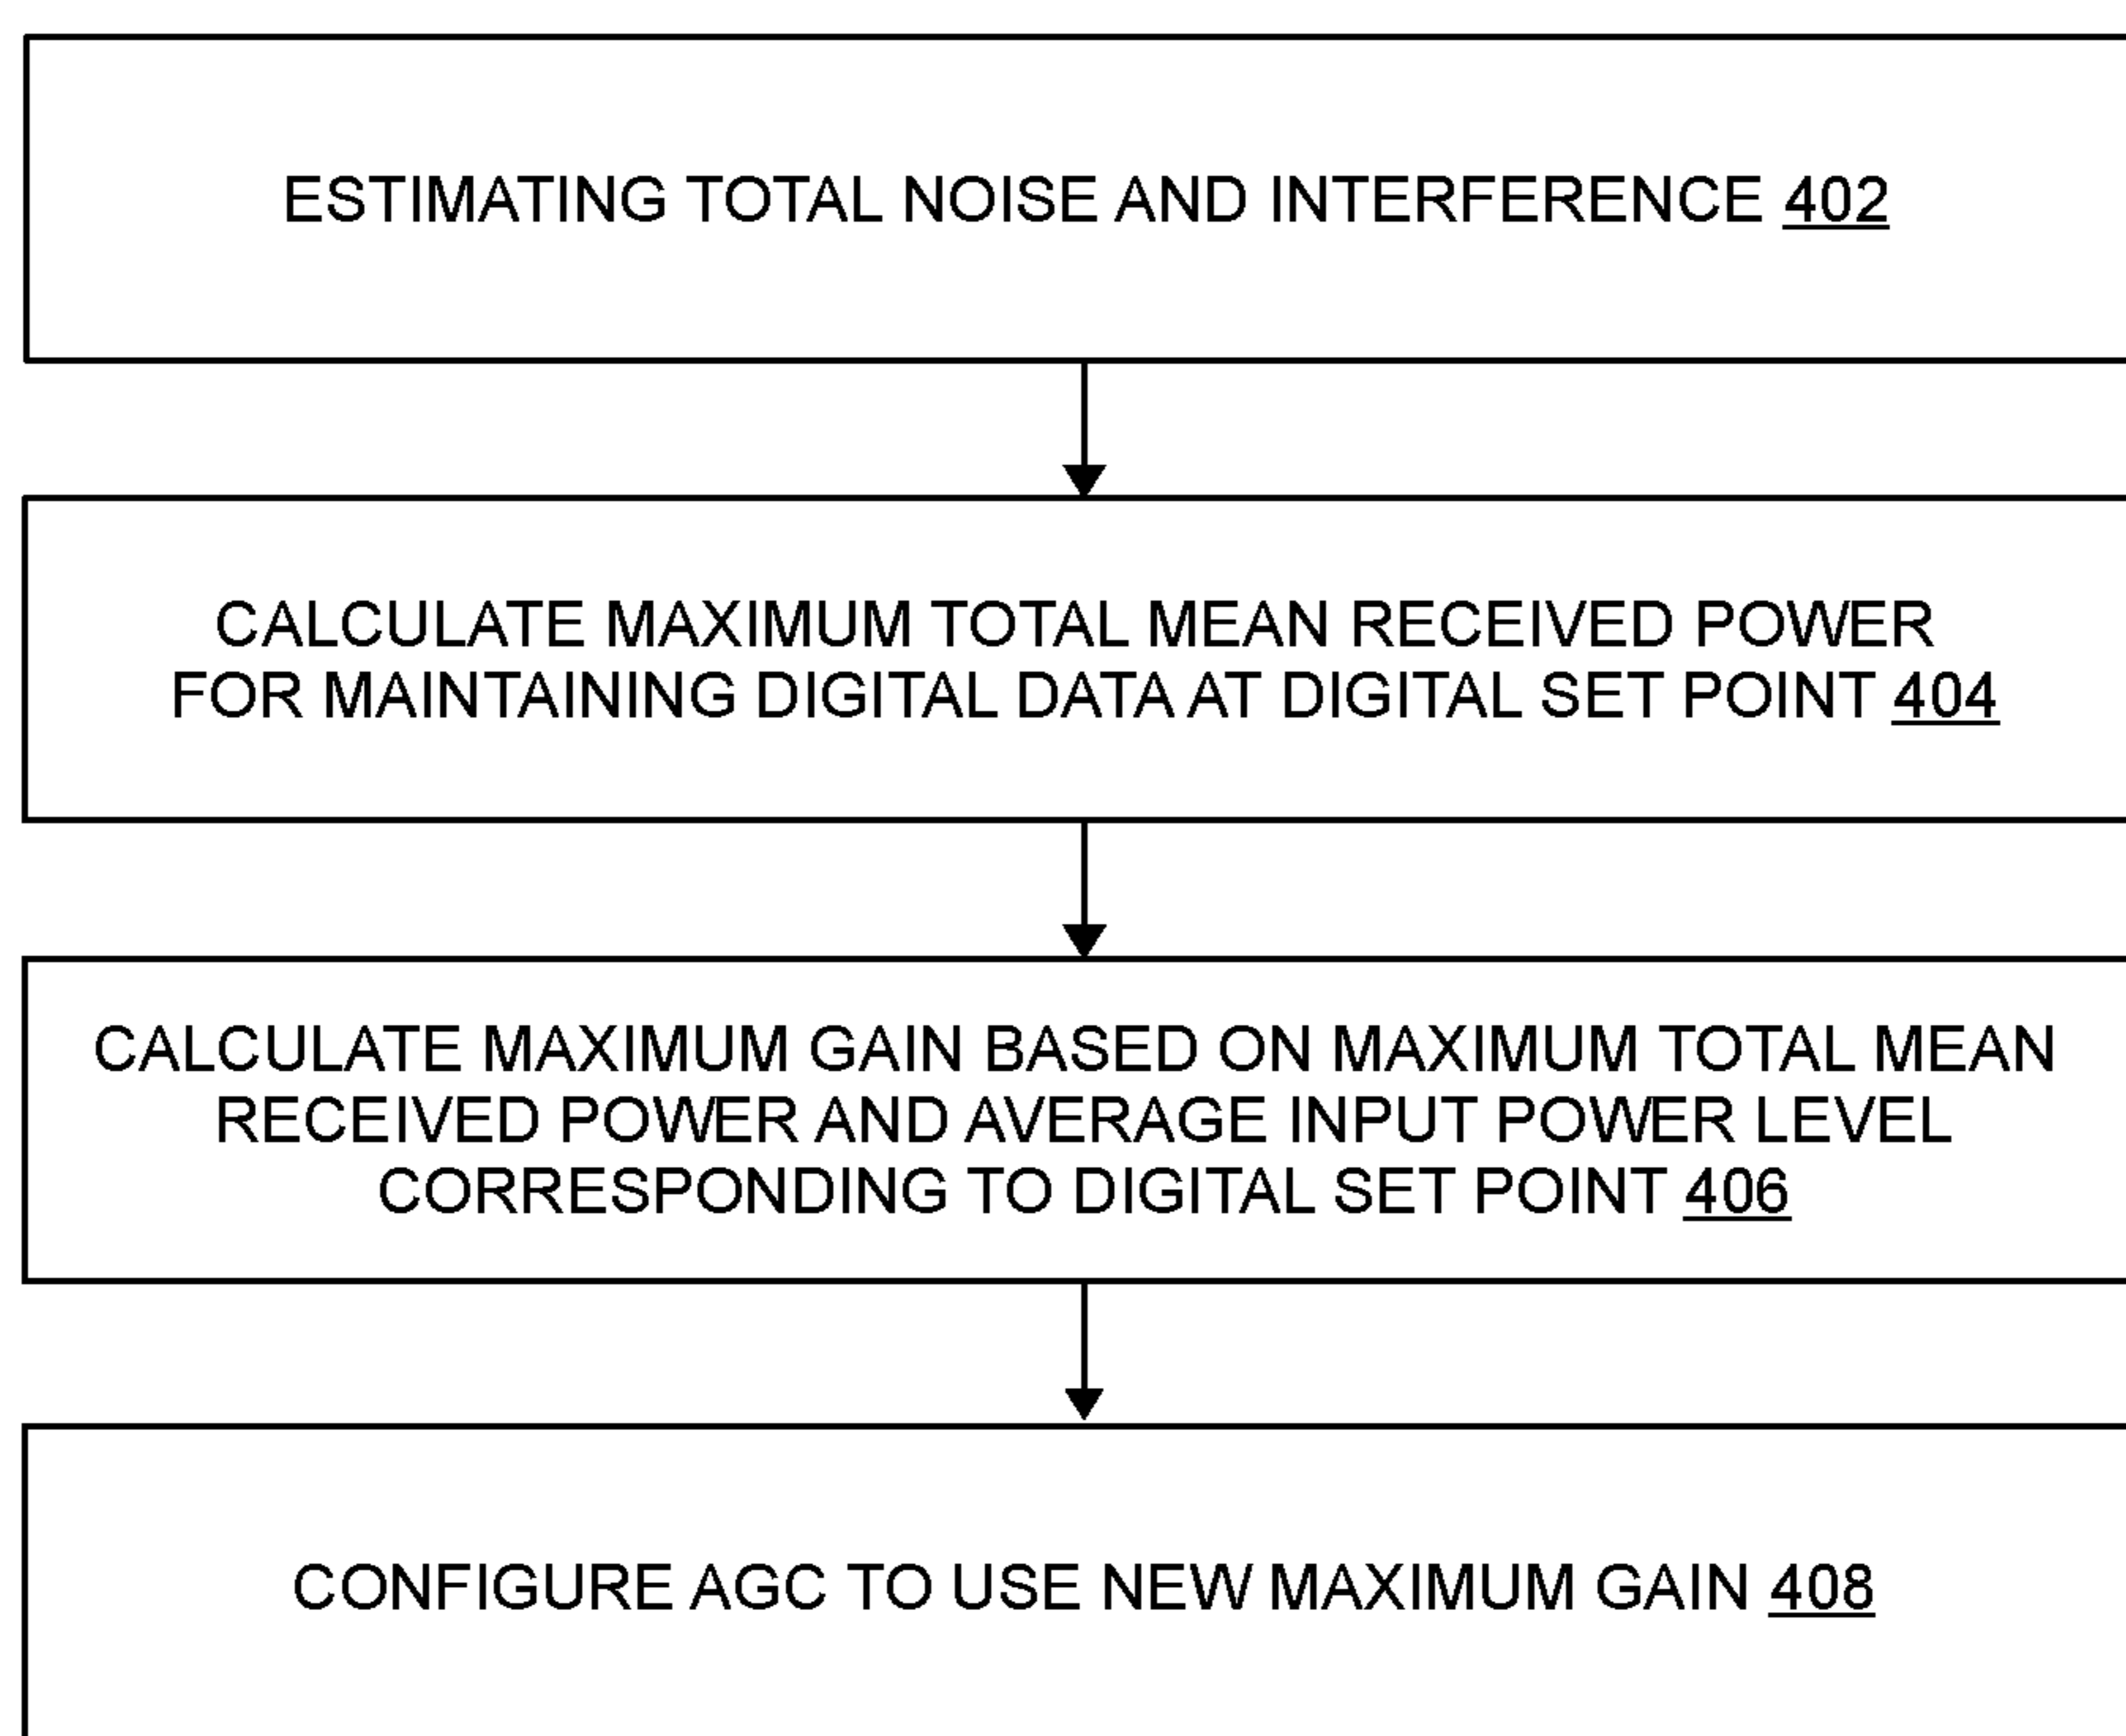 ESTIMATING TOTAL NOISE AND INTERFERENCE 402
CALCULATE MAXIMUM TOTAL MEAN RECEIVED POWER
FOR MAINTAINING DIGITAL DATA AT DIGITAL SET POINT 404
CALCULATE MAXIMUM GAIN BASED ON MAXIMUM TOTAL MEAN
RECEIVED POWER AND AVERAGE INPUT POWER LEVEL
CORRESPONDING TO DIGITAL SET POINT 406
CONFIGURE AGC TO USE NEW MAXIMUM GAIN 408